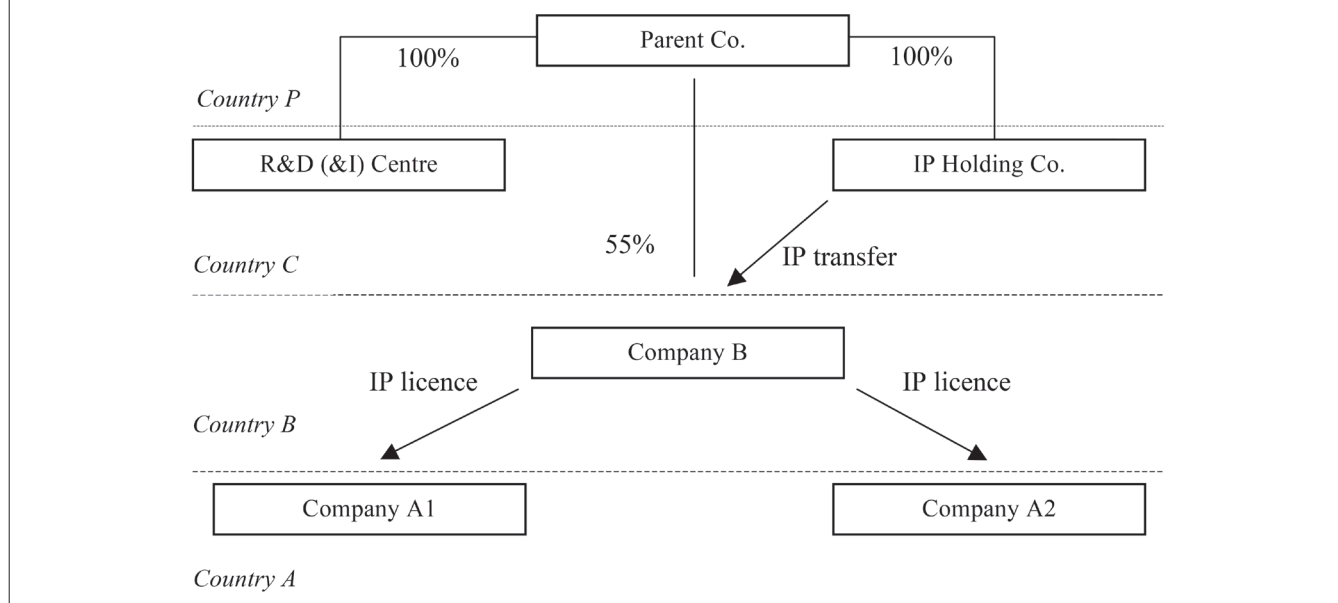 Parent Co.
100%
100%
Country P
R&D (&I) Centre
IP Holding Co.
55%
IP transfer
Country C
Company B
IP licence
IP licence
Country B
Company A1
Company A2
Country A